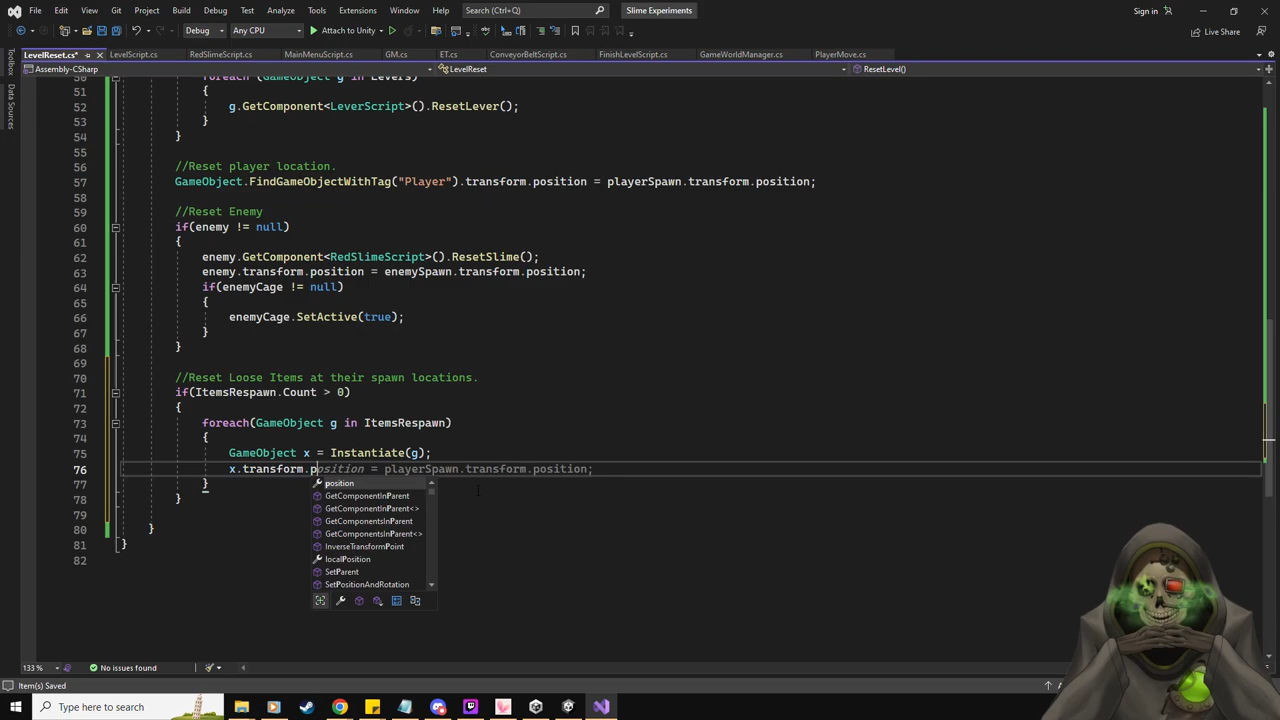 File Edit View Git Project Build Debug Test Analyze Tools Extensions Window Help Search (Ctrl+Q) Slime Experiments Sign in
Debug Any CPU Attach to Unity Live Share
LevelReset.cs* LevelScript.cs RedSlimeScript.cs MainMenuScript.cs GM.cs ET.cs ConveyorBeltScript.cs FinishLevelScript.cs GameWorldManager.cs PlayerMove.cs
Toolbox
Data Sources
Assembly-CSharp LevelReset ResetLevel()
50 foreach (GameObject g in Levers)
51 {
52 g.GetComponent<LeverScript>().ResetLever();
53 }
54 }
55
56 //Reset player location.
57 GameObject.FindGameObjectWithTag("Player").transform.position = playerSpawn.transform.position;
58
59 //Reset Enemy
60 if(enemy != null)
61 {
62 enemy.GetComponent<RedSlimeScript>().ResetSlime();
63 enemy.transform.position = enemySpawn.transform.position;
64 if(enemyCage != null)
65 {
66 enemyCage.SetActive(true);
67 }
68 }
69
70 //Reset Loose Items at their spawn locations.
71 if(ItemsRespawn.Count > 0)
72 {
73 foreach(GameObject g in ItemsRespawn)
74 {
75 GameObject x = Instantiate(g);
76 x.transform.position = playerSpawn.transform.position;
77 }
78 }
79
80 }
81 }
82
position
GetComponentInParent
GetComponentInParent<>
GetComponentsInParent
GetComponentsInParent<>
InverseTransformPoint
localPosition
SetParent
SetPositionAndRotation
133 % No issues found
Item(s) Saved
Type here to search